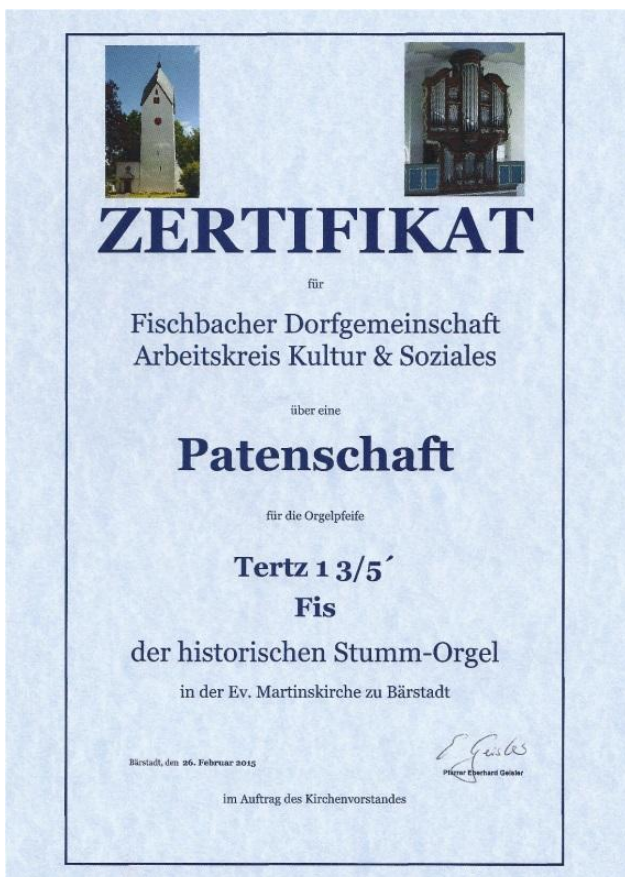 ZERTIFIKAT
für
Fischbacher Dorfgemeinschaft
Arbeitskreis Kultur & Soziales
über eine
Patenschaft
für die Orgelpfeife
Tertz 1 3/5´
Fis
der historischen Stumm-Orgel
in der Ev. Martinskirche zu Bärstadt
E. Geisler
Bärstadt, den 26. Februar 2015
Pfarrer Eberhard Geisler
im Auftrag des Kirchenvorstandes